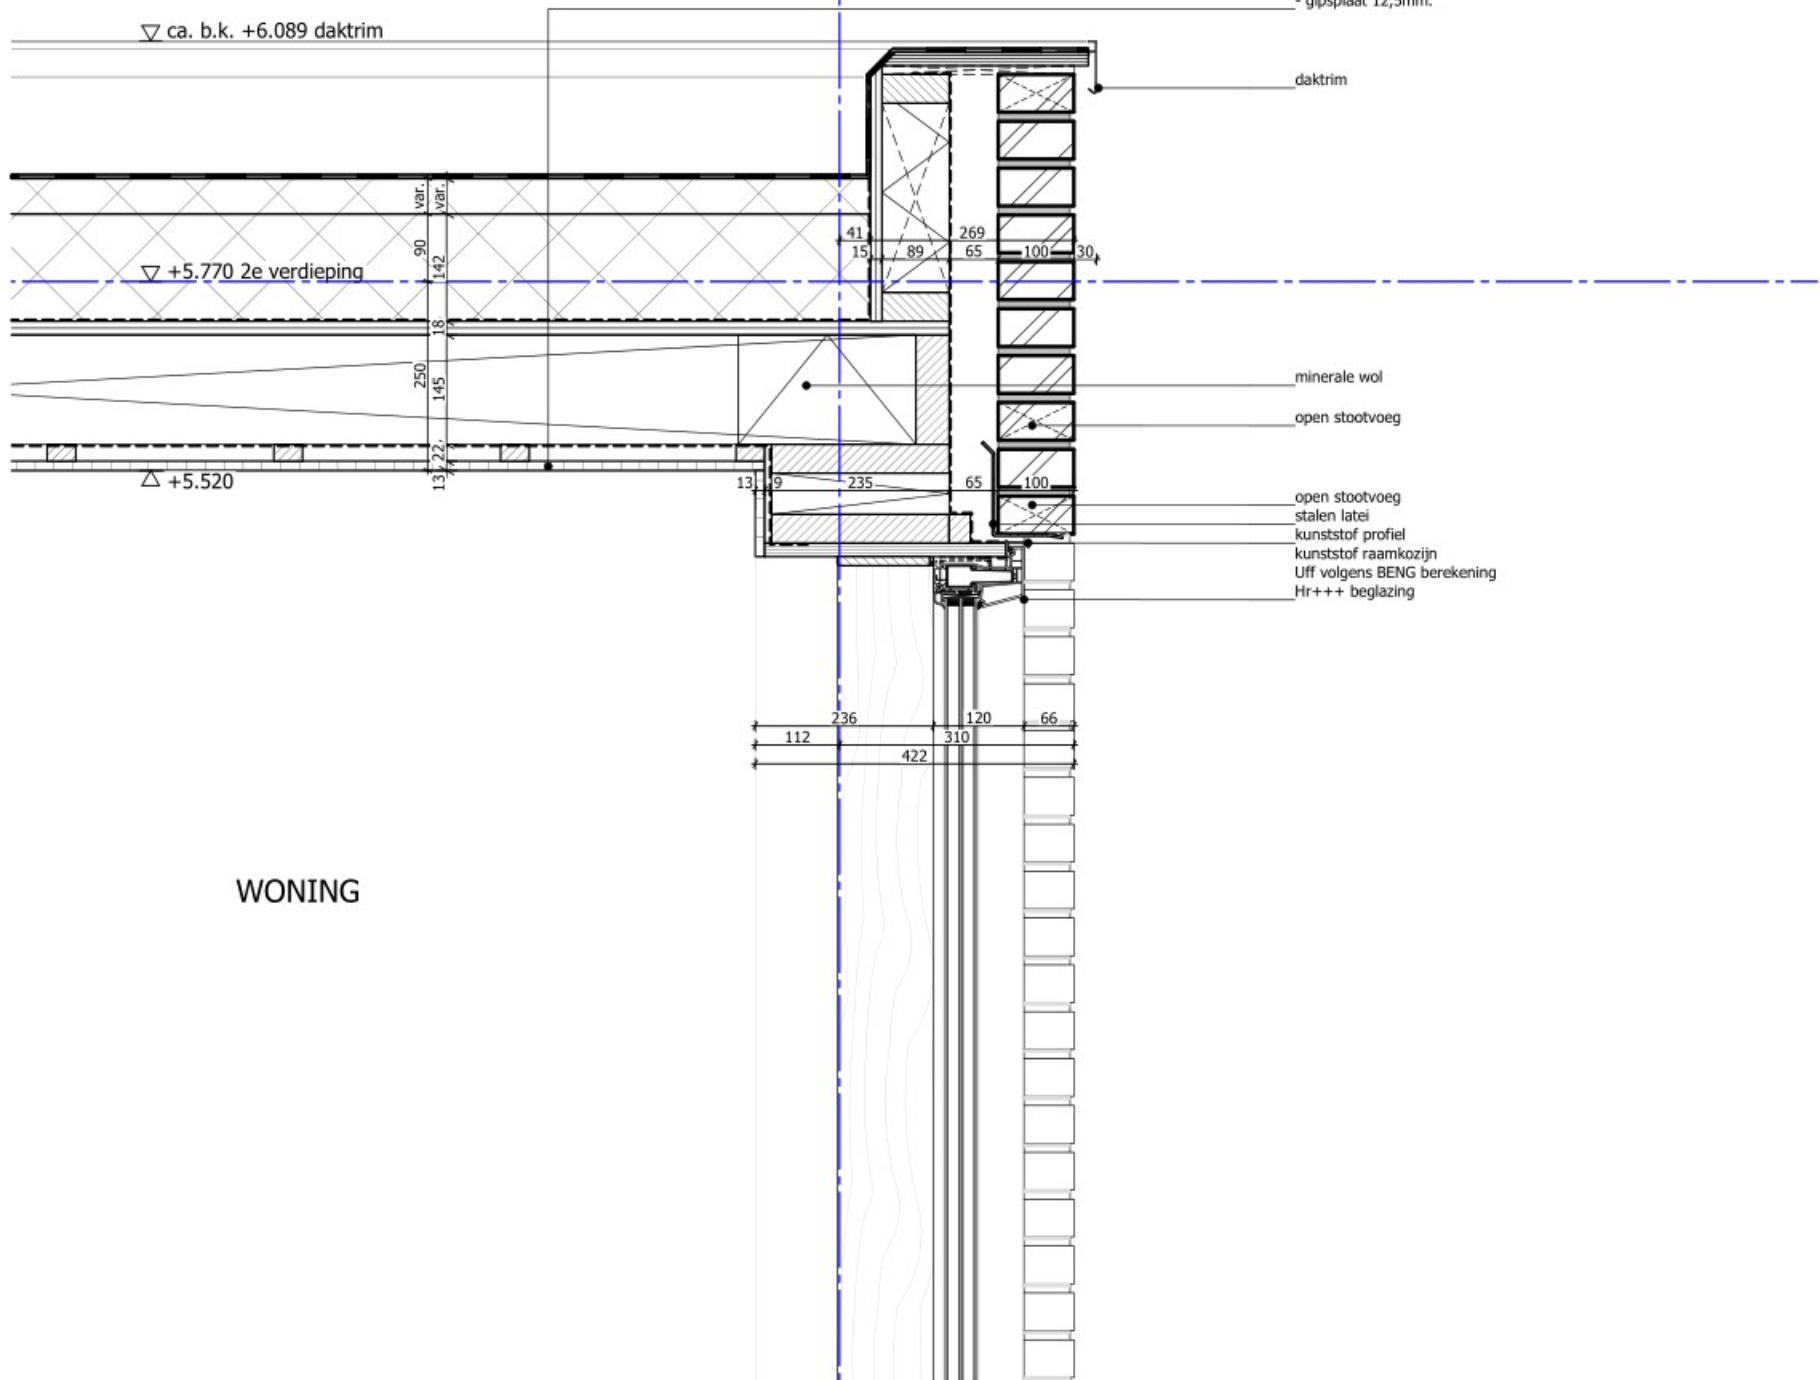 - gipsplaat 12,5mm.
ca. b.k. +6.089 daktrim
daktrim
var.
var.
41
269
90
15
89
65
100
30
142
+5.770 2e verdieping
18
250
145
minerale wol
open stootvoeg
22
+5.520
13
13
9
235
65
100
open stootvoeg
stalen latei
kunststof profiel
kunststof raamkozijn
Uff volgens BENG berekening
Hr+++ beglazing
236
120
66
112
310
422
WONING